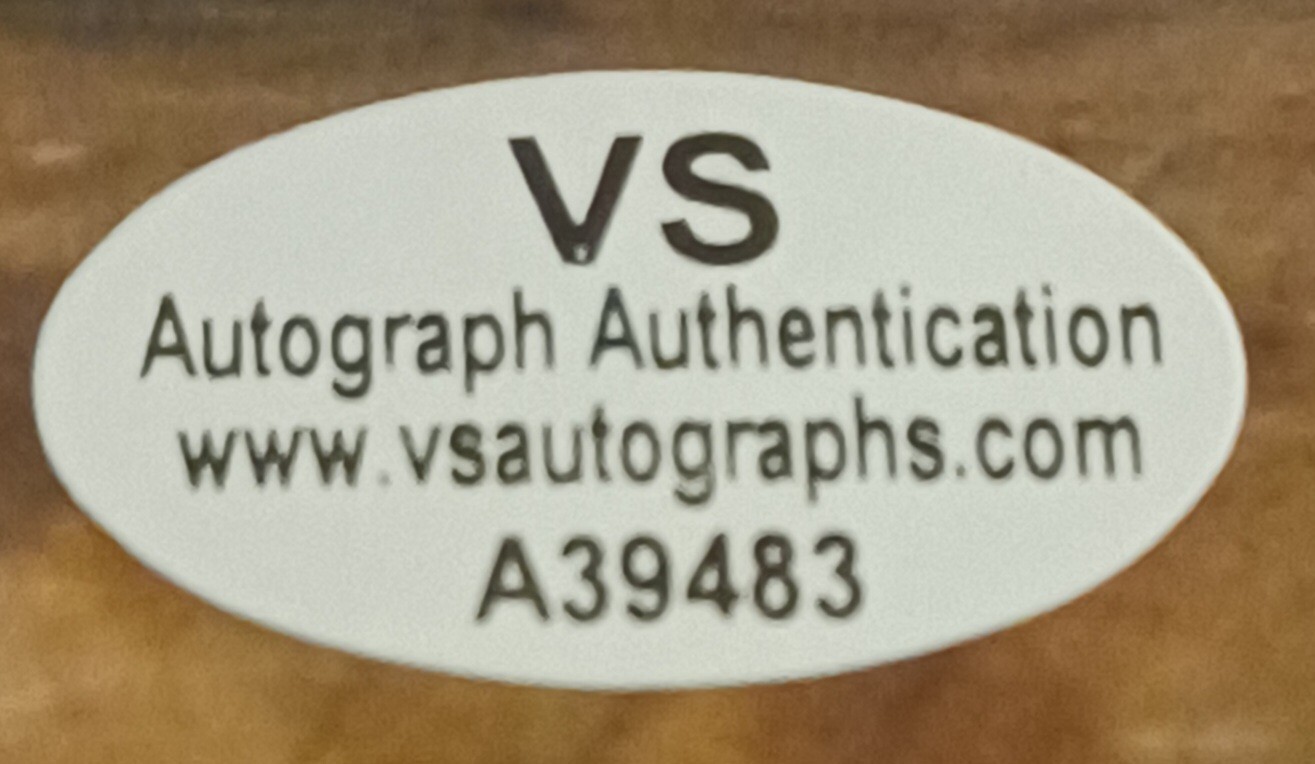 VS
Autograph Authentication
www.vsautographs.com
A39483